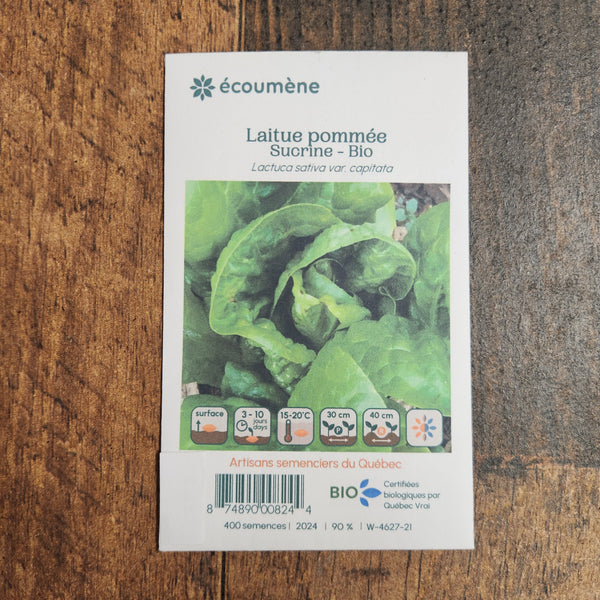 écoumène
Laitue pommée
Sucrine - Bio
Lactuca sativa var. capitata
surface
3 - 10
jours
days
15-20°C
30 cm
P
40 cm
R
Artisans semenciers du Québec
8 74890 00824 4
BIO
Certifiées
biologiques par
Québec Vrai
400 semences | 2024 | 90 % | W-4627-21